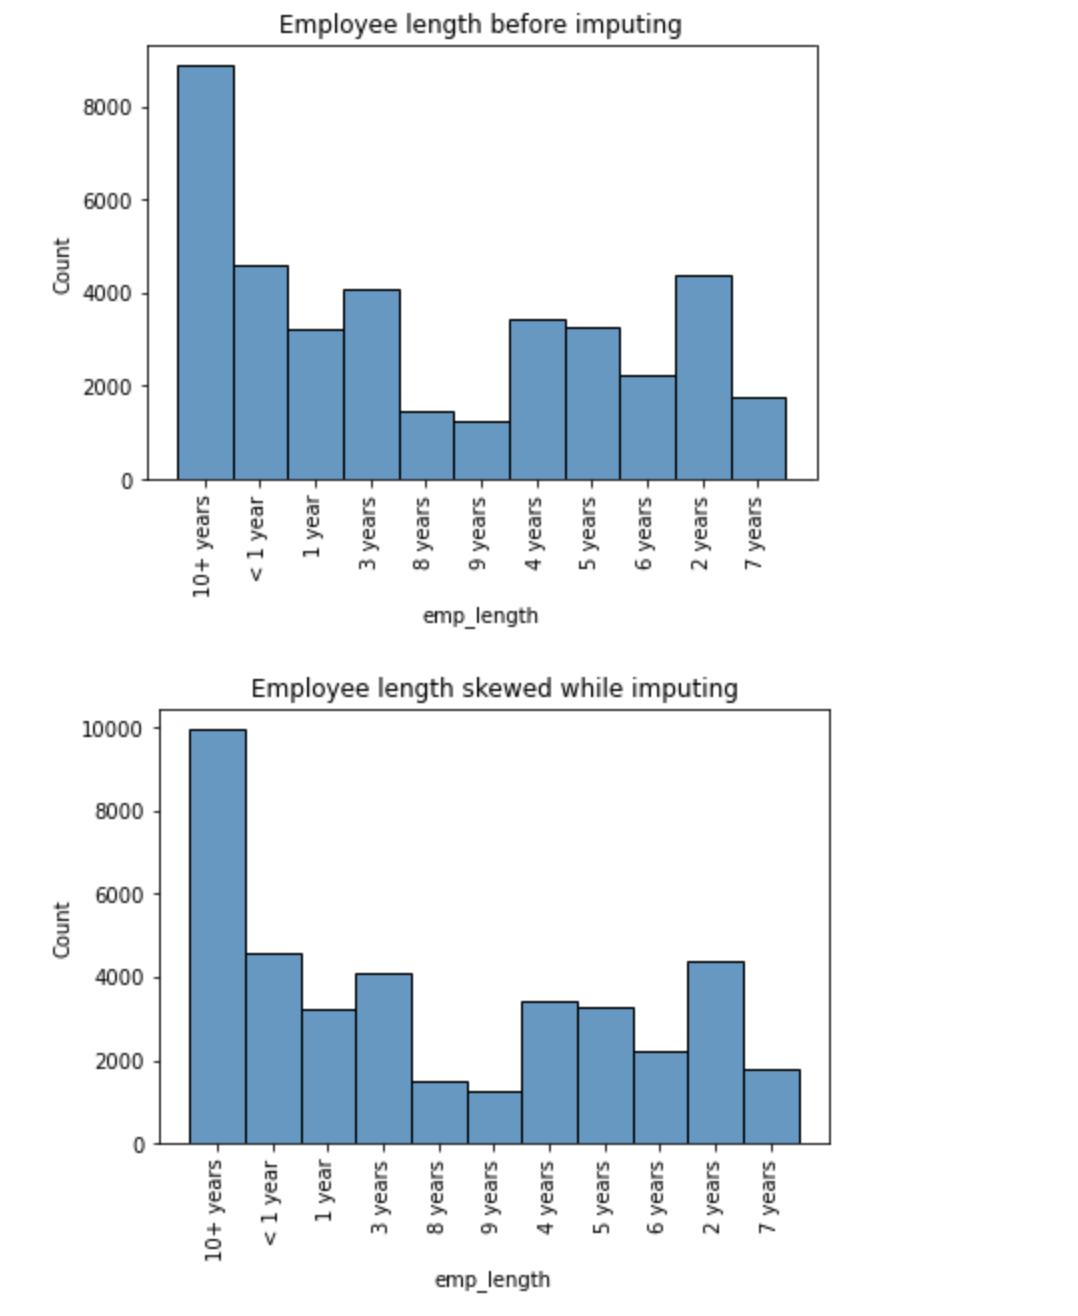 Employee length before imputing
8000
6000
4000
2000
0
Count
10+ years
< 1 year
1 year
3 years
8 years
9 years
4 years
5 years
6 years
2 years
7 years
emp_length
Employee length skewed while imputing
10000
8000
6000
4000
2000
0
Count
10+ years
< 1 year
1 year
3 years
8 years
9 years
4 years
5 years
6 years
2 years
7 years
emp_length